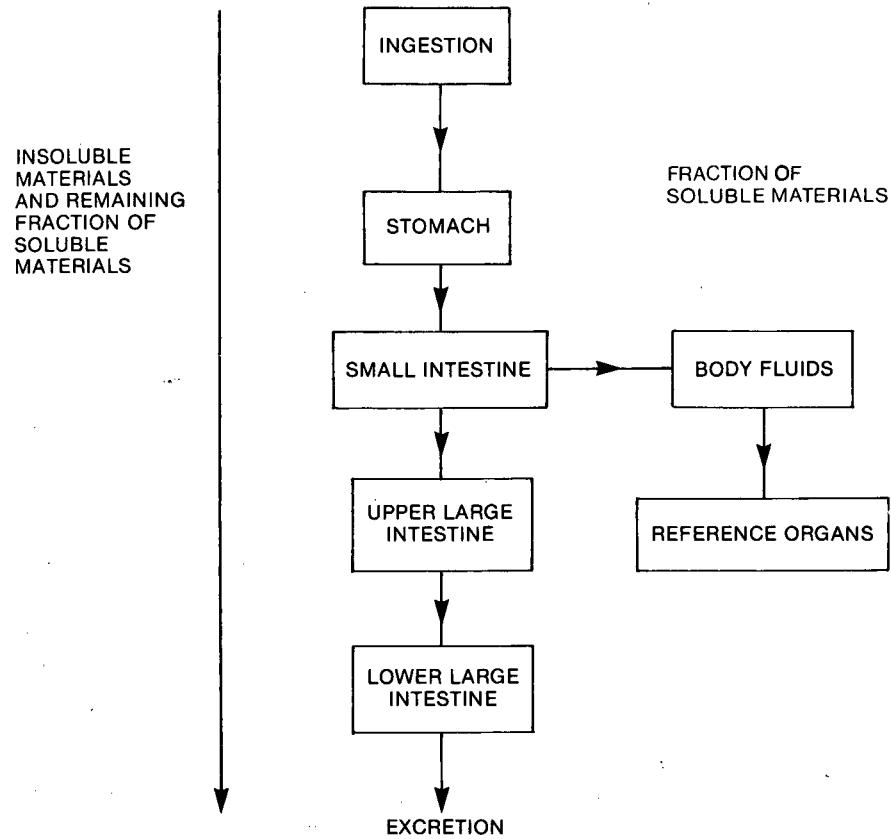 INGESTION
INSOLUBLE
MATERIALS
AND REMAINING
FRACTION OF
SOLUBLE
MATERIALS
FRACTION OF
SOLUBLE MATERIALS
STOMACH
SMALL INTESTINE
BODY FLUIDS
UPPER LARGE
INTESTINE
REFERENCE ORGANS
LOWER LARGE
INTESTINE
EXCRETION